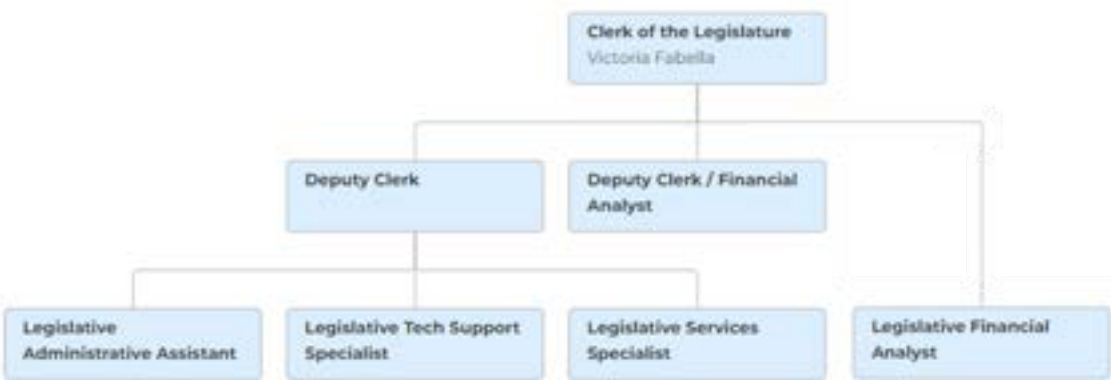 Clerk of the Legislature
Victoria Fabella
Deputy Clerk
Deputy Clerk / Financial
Analyst
Legislative
Administrative Assistant
Legislative Tech Support
Specialist
Legislative Services
Specialist
Legislative Financial
Analyst